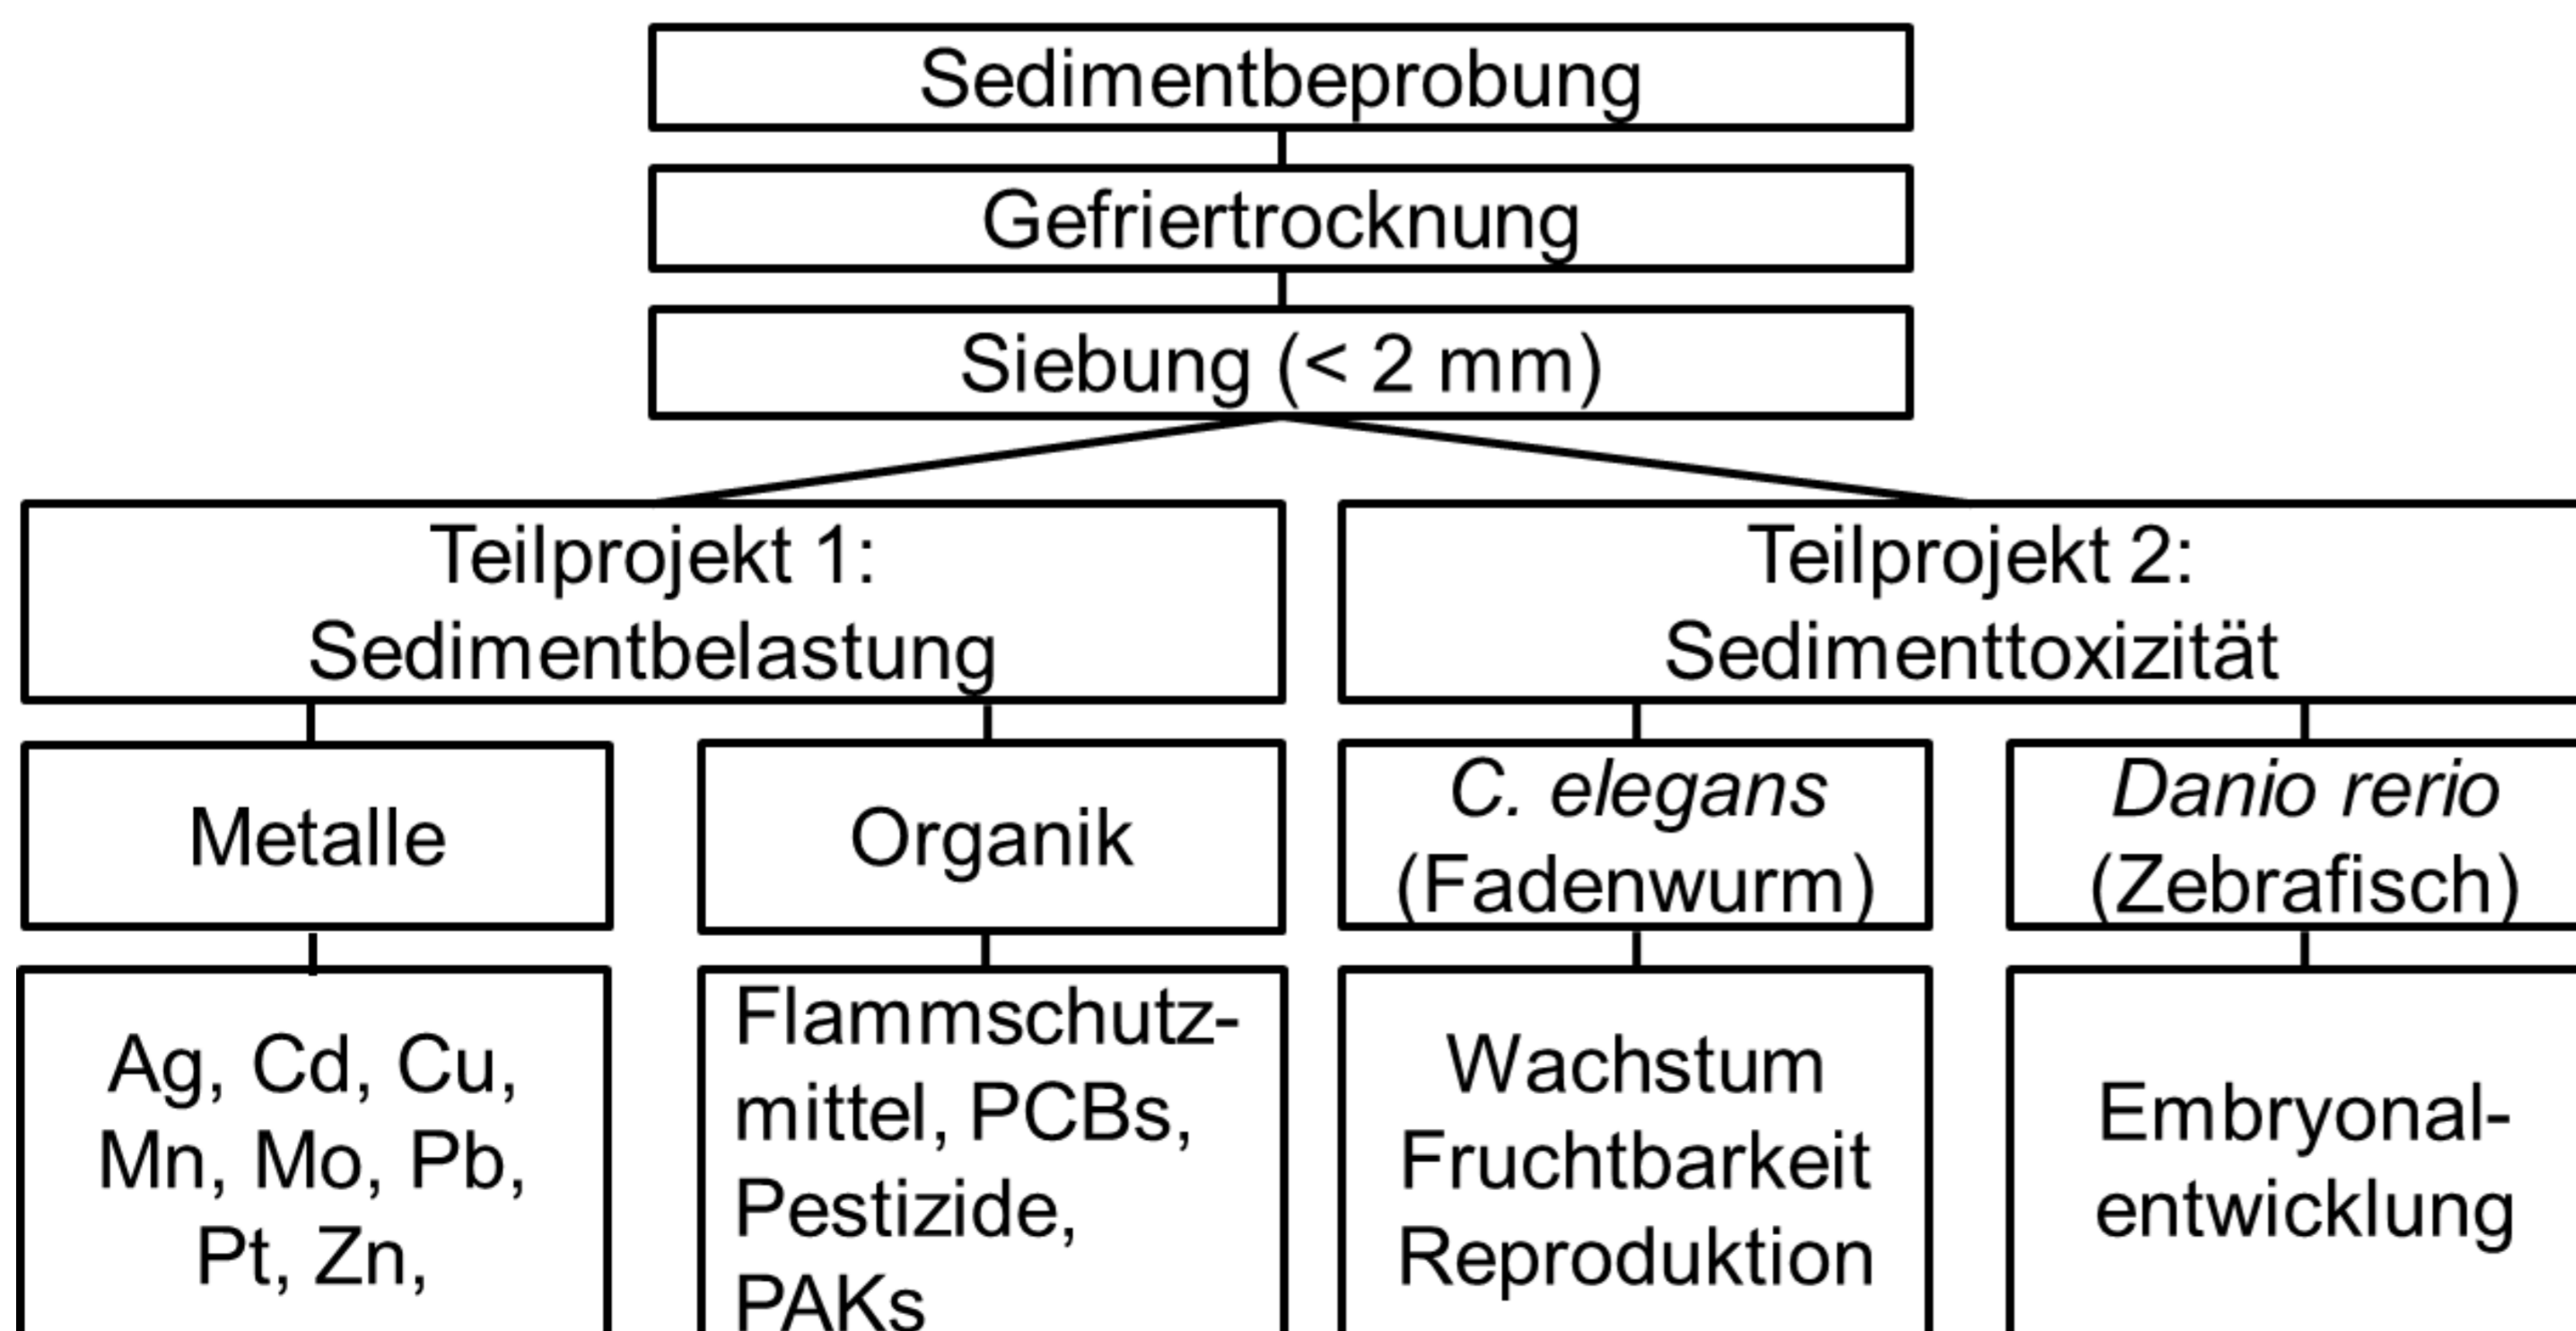 Sedimentbeprobung
Gefriertrocknung
Siebung (< 2 mm)
Teilprojekt 1:
Sedimentbelastung
Teilprojekt 2:
Sedimenttoxizität
Metalle
Organik
C. elegans
(Fadenwurm)
Danio rerio
(Zebrafisch)
Ag, Cd, Cu,
Mn, Mo, Pb,
Pt, Zn,
Flammschutz-
mittel, PCBs,
Pestizide,
PAKs
Wachstum
Fruchtbarkeit
Reproduktion
Embryonal-
entwicklung